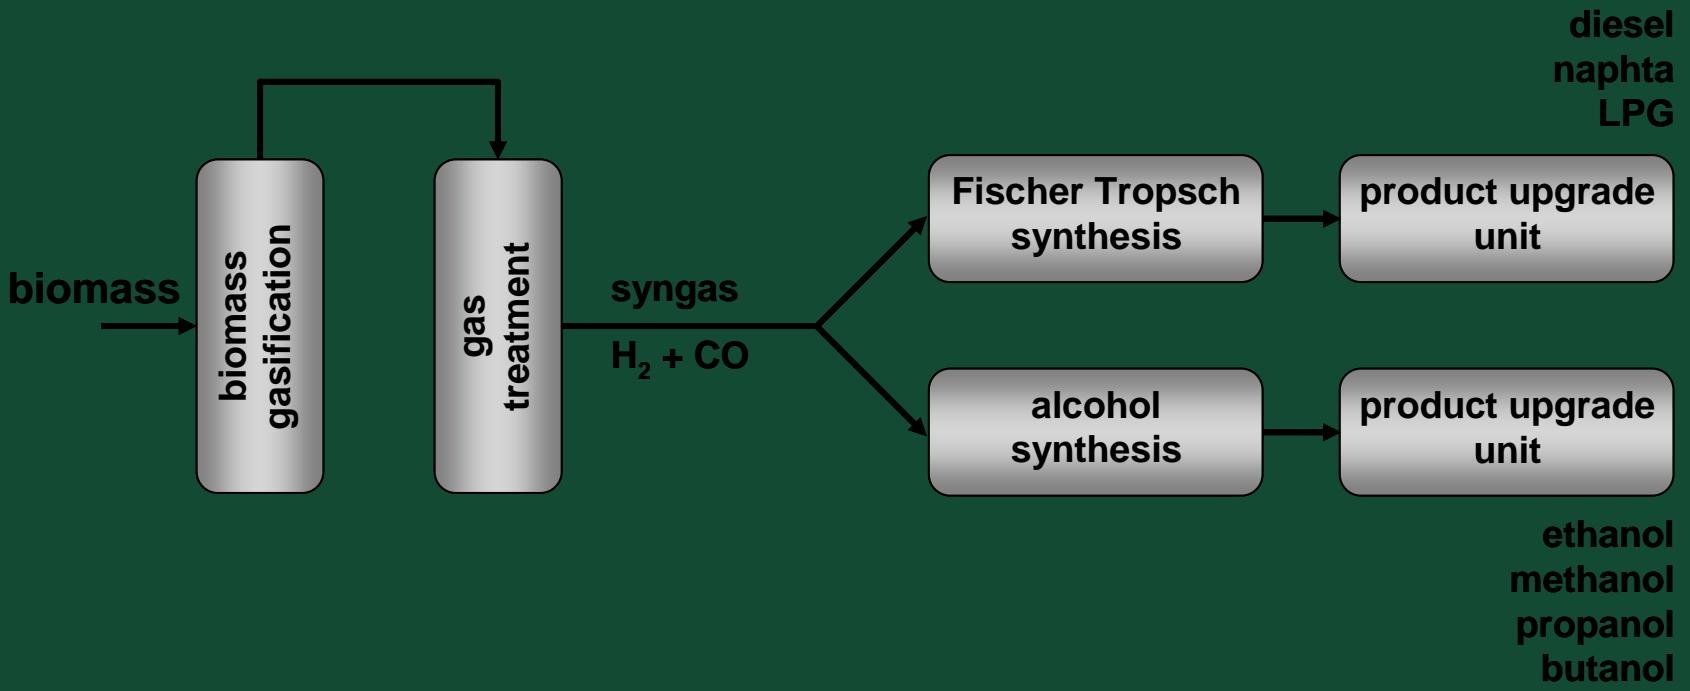 biomass
biomass
gasification
gas
treatment
syngas
H₂ + CO
Fischer Tropsch
synthesis
product upgrade
unit
diesel
naphta
LPG
alcohol
synthesis
product upgrade
unit
ethanol
methanol
propanol
butanol